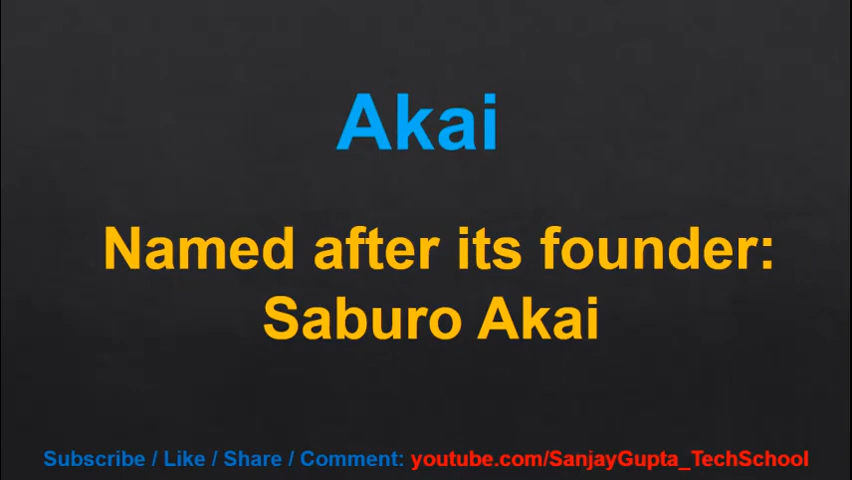 Akai
Named after its founder:
Saburo Akai
Subscribe / Like / Share / Comment: youtube.com/SanjayGupta_TechSchool